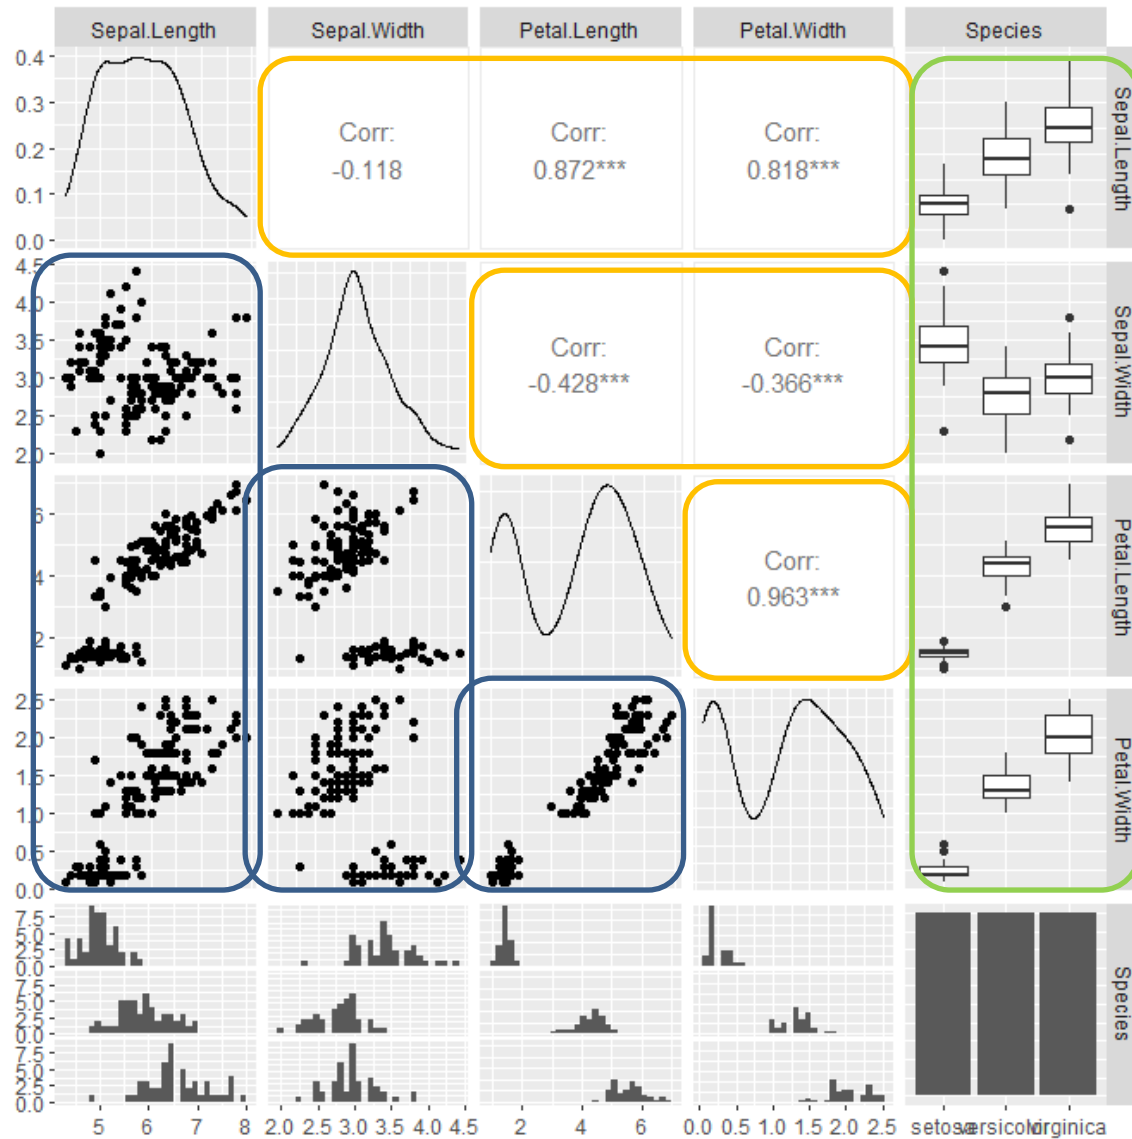 Sepal.Length Sepal.Width Petal.Length Petal.Width Species
0.4
0.3
0.2
0.1
0.0
Corr:
-0.118
Corr:
0.872***
Corr:
0.818***
Sepal.Length
4.5
4.0
3.5
3.0
2.5
2.0
Corr:
-0.428***
Corr:
-0.366***
Sepal.Width
6
4
2
Corr:
0.963***
Petal.Length
2.5
2.0
1.5
1.0
0.5
0.0
Petal.Width
7.5
5.0
2.5
0.0
7.5
5.0
2.5
0.0
7.5
5.0
2.5
0.0
Species
5 6 7 8
2.0 2.5 3.0 3.5 4.0 4.5
2 4 6
0.0 0.5 1.0 1.5 2.0 2.5
setosa versicolor virginica